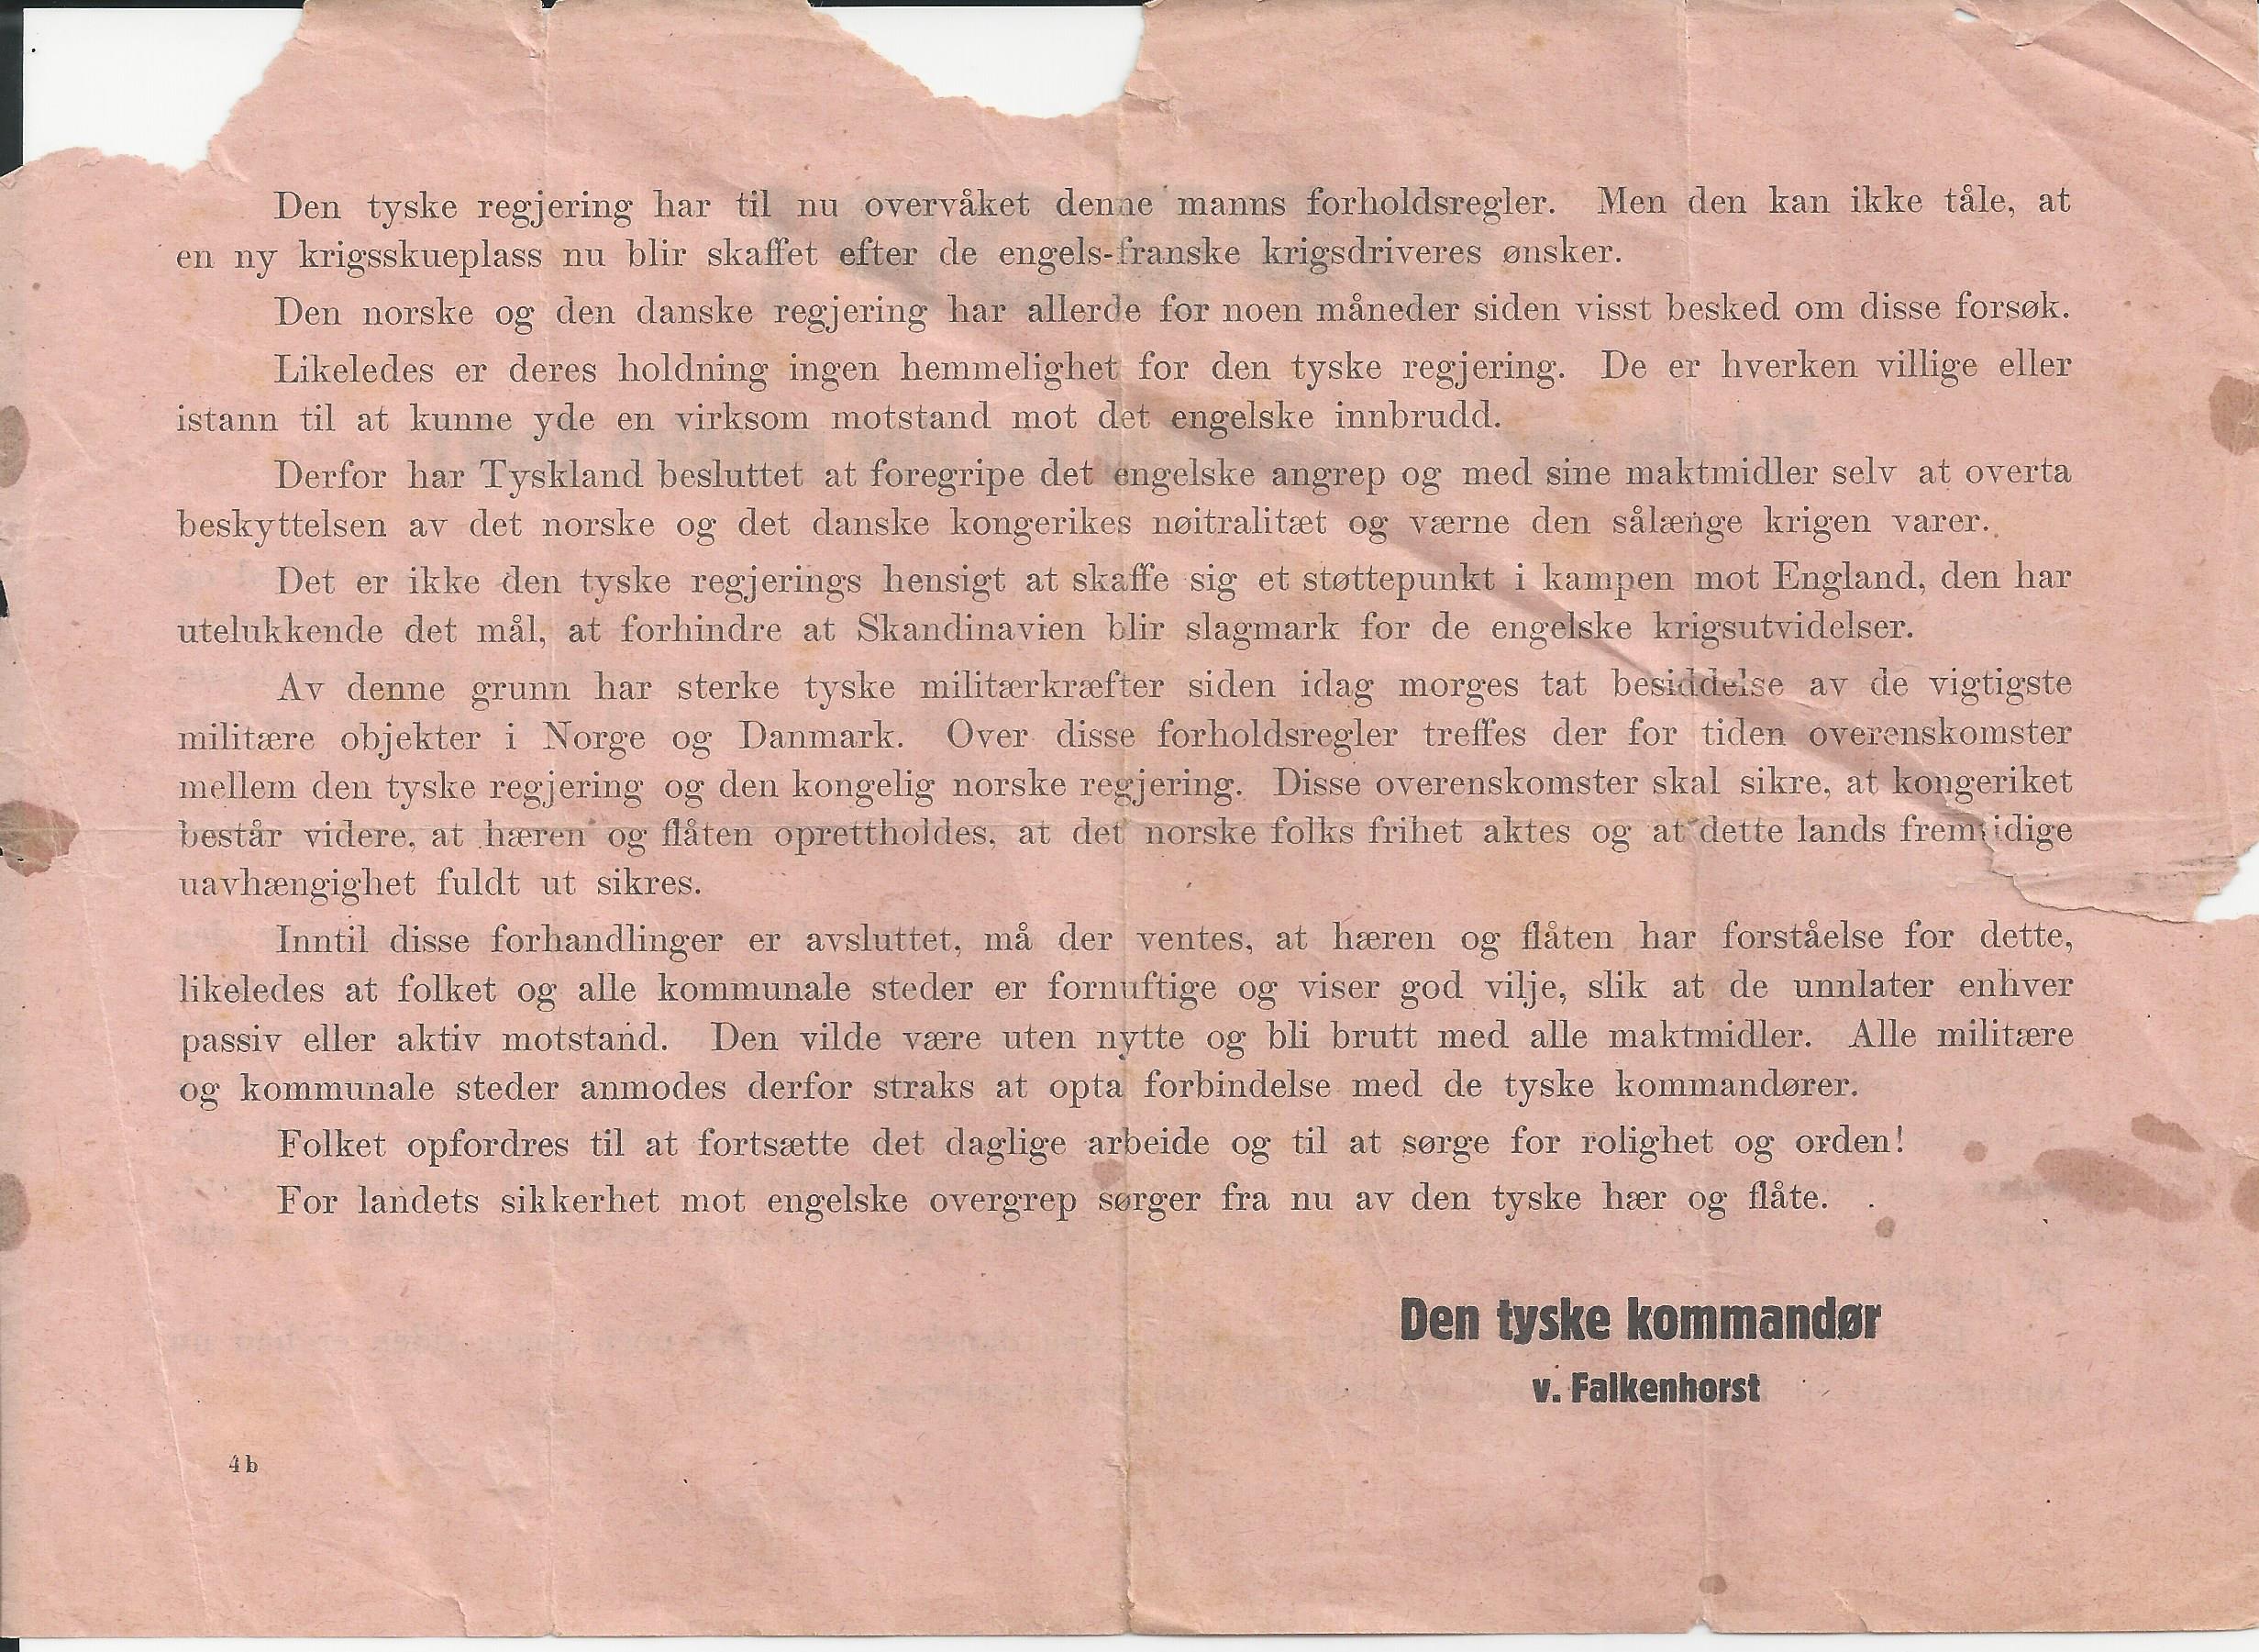 Den tyske regjering har til nu overvåket denne manns forholdsregler. Men den kan ikke tåle, at
en ny krigsskueplass nu blir skaffet efter de engels-franske krigsdriveres ønsker.
Den norske og den danske regjering har allerde for noen måneder siden visst besked om disse forsøk.
Likeledes er deres holdning ingen hemmelighet for den tyske regjering. De er hverken villige eller
istann til at kunne yde en virksom motstand mot det engelske innbrudd.
Derfor har Tyskland besluttet at foregripe det engelske angrep og med sine maktmidler selv at overta
beskyttelsen av det norske og det danske kongerikes nøitralitæt og værne den sålænge krigen varer.
Det er ikke den tyske regjerings hensigt at skaffe sig et støttepunkt i kampen mot England, den har
utelukkende det mål, at forhindre at Skandinavien blir slagmark for de engelske krigsutvidelser.
Av denne grunn har sterke tyske militærkræfter siden idag morges tat besiddelse av de vigtigste
militære objekter i Norge og Danmark. Over disse forholdsregler treffes der for tiden overenskomster
mellem den tyske regjering og den kongelig norske regjering. Disse overenskomster skal sikre, at kongeriket
består videre, at hæren og flåten oprettholdes, at det norske folks frihet aktes og at dette lands fremtidige
uavhængighet fuldt ut sikres.
Inntil disse forhandlinger er avsluttet, må der ventes, at hæren og flåten har forståelse for dette,
likeledes at folket og alle kommunale steder er fornuftige og viser god vilje, slik at de unnlater enhver
passiv eller aktiv motstand. Den vilde være uten nytte og bli brutt med alle maktmidler. Alle militære
og kommunale steder anmodes derfor straks at opta forbindelse med de tyske kommandører.
Folket opfordres til at fortsætte det daglige arbeide og til at sørge for rolighet og orden!
For landets sikkerhet mot engelske overgrep sørger fra nu av den tyske hær og flåte.
Den tyske kommandør
v. Falkenhorst
4b